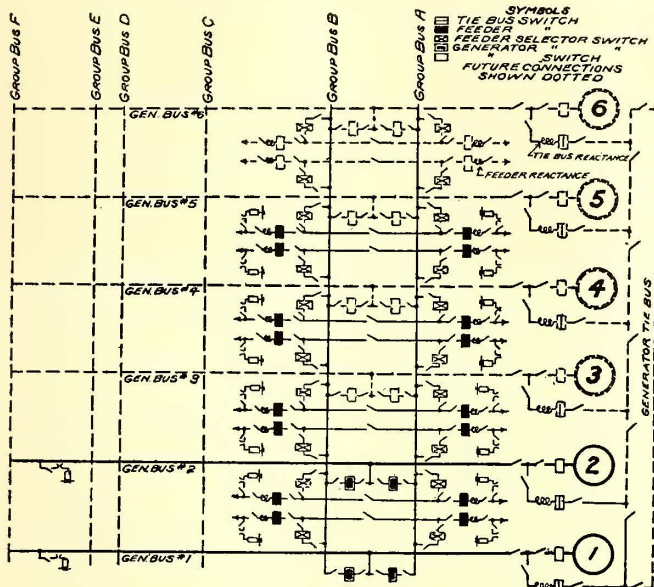 GROUP BUS F
GROUP BUS E
GROUP BUS D
GROUP BUS C
GROUP BUS B
GROUP BUS A
SYMBOLS
TIE BUS SWITCH
FEEDER "
FEEDER SELECTOR SWITCH
GENERATOR " "
" SWITCH
FUTURE CONNECTIONS
SHOWN DOTTED
GEN. BUS #6
6
TIE BUS REACTANCE
FEEDER REACTANCE
GEN. BUS #5
5
GEN. BUS #4
4
GENERATOR TIE BUS
GEN. BUS #3
3
GEN. BUS #2
2
GEN. BUS #1
1